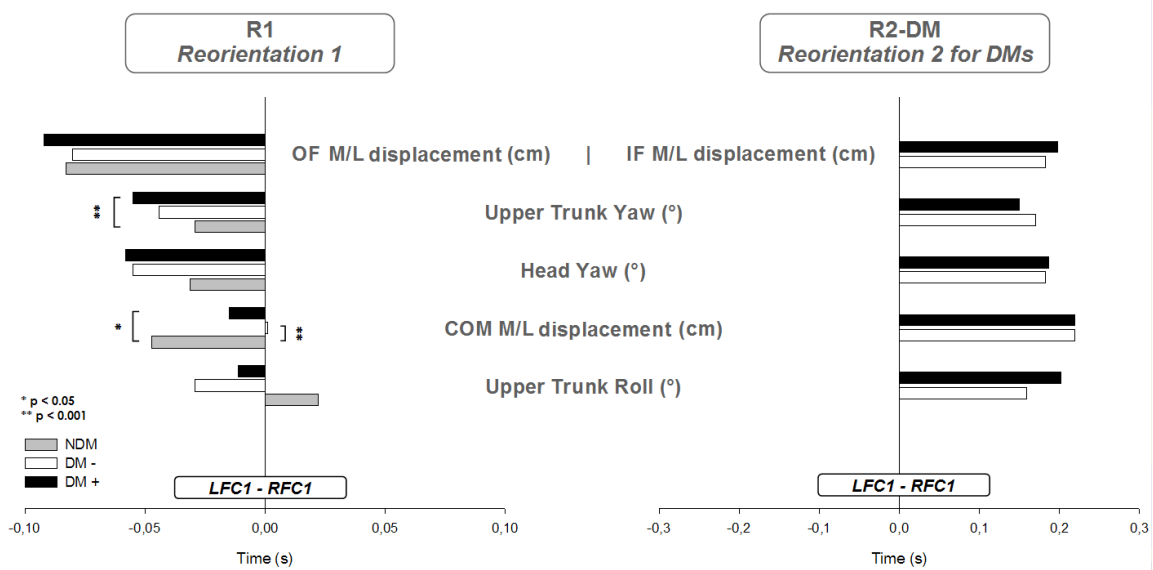 R1
Reorientation 1
R2-DM
Reorientation 2 for DMs
OF M/L displacement (cm) | IF M/L displacement (cm)
**
Upper Trunk Yaw (°)
Head Yaw (°)
*
COM M/L displacement (cm)
**
Upper Trunk Roll (°)
* p < 0.05
** p < 0.001
NDM
DM -
DM +
LFC1 - RFC1
LFC1 - RFC1
-0,10 -0,05 0,00 0,05 0,10
-0,3 -0,2 -0,1 0,0 0,1 0,2 0,3
Time (s)
Time (s)